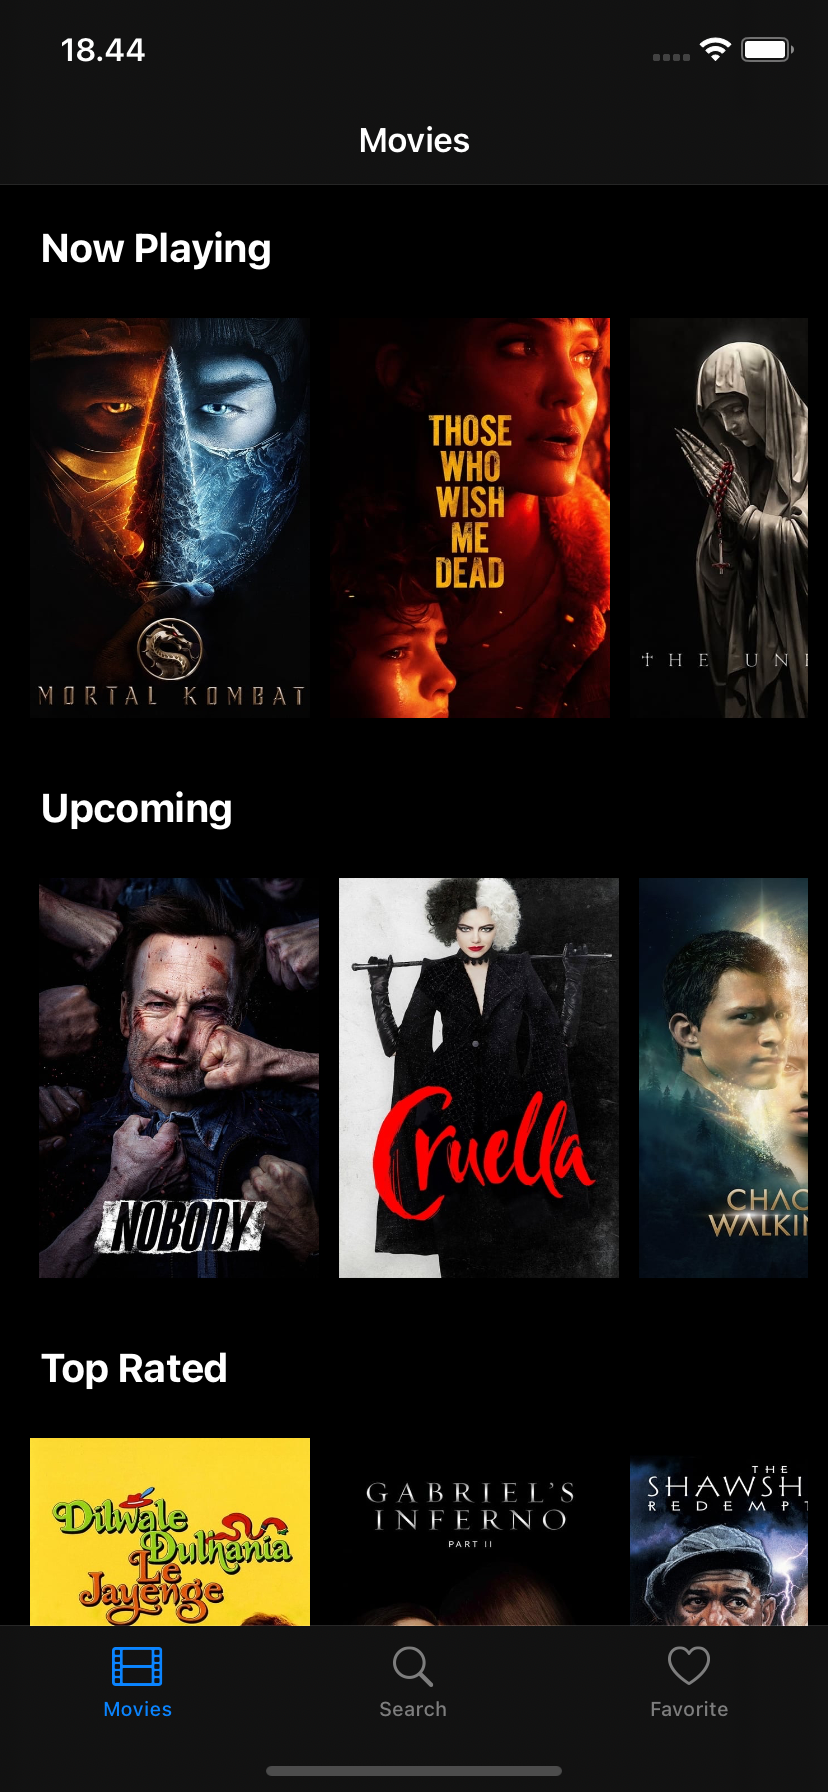 18.44
Movies
Now Playing
MORTAL KOMBAT
THOSE
WHO
WISH
ME
DEAD
THE UN
Upcoming
NOBODY
Cruella
CHAO
WALKIN
Top Rated
Dilwale
Dulhania
Le
Jayenge
GABRIEL'S
INFERNO
PART II
THE
SHAWSH
REDEMPT
Movies
Search
Favorite